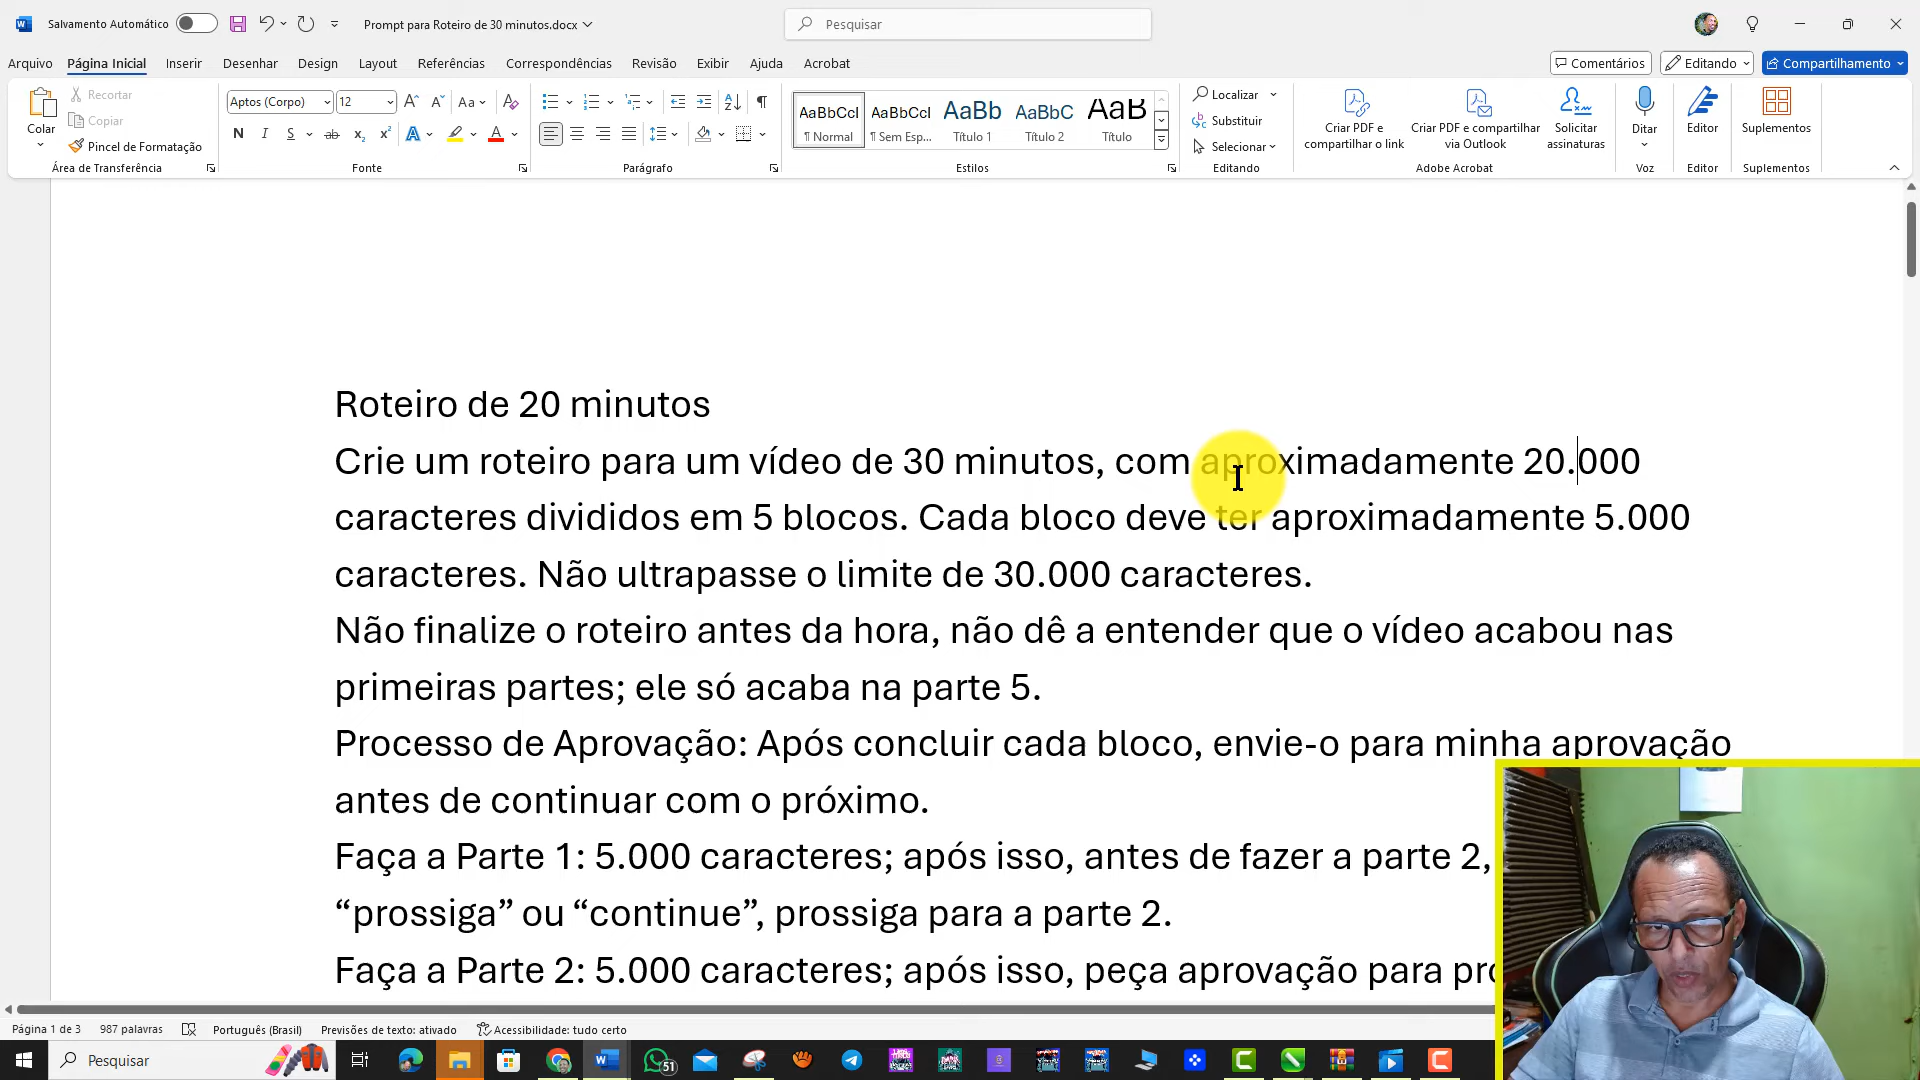 Salvamento Automático
Prompt para Roteiro de 30 minutos.docx
Pesquisar
Arquivo
Página Inicial
Inserir
Desenhar
Design
Layout
Referências
Correspondências
Revisão
Exibir
Ajuda
Acrobat
Comentários
Editando
Compartilhamento
Colar
Recortar
Copiar
Pincel de Formatação
Área de Transferência
Aptos (Corpo)
12
Aa
N
I
S
ab
Fonte
Parágrafo
AaBbCcI
¶ Normal
AaBbCcI
¶ Sem Esp...
AaBb
Título 1
AaBbC
Título 2
AaB
Título
Estilos
Localizar
Substituir
Selecionar
Editando
Criar PDF e
compartilhar o link
Criar PDF e compartilhar
via Outlook
Solicitar
assinaturas
Adobe Acrobat
Ditar
Voz
Editor
Editor
Suplementos
Suplementos
Roteiro de 20 minutos
Crie um roteiro para um vídeo de 30 minutos, com aproximadamente 20.000
caracteres divididos em 5 blocos. Cada bloco deve ter aproximadamente 5.000
caracteres. Não ultrapasse o limite de 30.000 caracteres.
Não finalize o roteiro antes da hora, não dê a entender que o vídeo acabou nas
primeiras partes; ele só acaba na parte 5.
Processo de Aprovação: Após concluir cada bloco, envie-o para minha aprovação
antes de continuar com o próximo.
Faça a Parte 1: 5.000 caracteres; após isso, antes de fazer a parte 2,
“prossiga” ou “continue”, prossiga para a parte 2.
Faça a Parte 2: 5.000 caracteres; após isso, peça aprovação para
Página 1 de 3
987 palavras
Português (Brasil)
Previsões de texto: ativado
Acessibilidade: tudo certo
Pesquisar
51